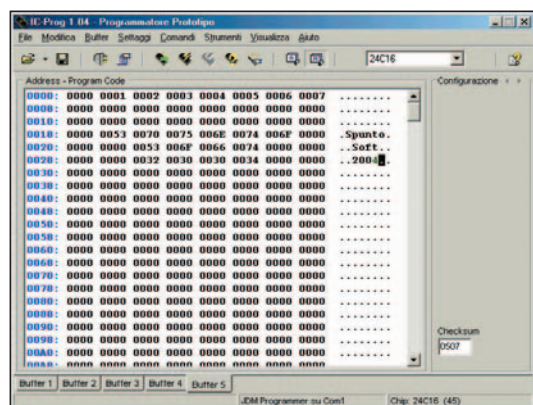 IC-Prog 1.04 - Programmatore Prototipo
File Modifica Buffer Settaggi Comandi Strumenti Visualizza Aiuto
24C16
Address - Program Code
Configurazione
0000: 0000 0001 0002 0003 0004 0005 0006 0007 ........
0008: 0000 0000 0000 0000 0000 0000 0000 0000 ........
0010: 0000 0000 0000 0000 0000 0000 0000 0000 ........
0018: 0000 0053 0070 0075 006E 0074 006F 0000 .Spunto.
0020: 0000 0000 0053 006F 0066 0074 0000 0000 ..Soft..
0028: 0000 0000 0032 0030 0030 0034 0000 0000 ..2004..
0030: 0000 0000 0000 0000 0000 0000 0000 0000 ........
0038: 0000 0000 0000 0000 0000 0000 0000 0000 ........
0040: 0000 0000 0000 0000 0000 0000 0000 0000 ........
0048: 0000 0000 0000 0000 0000 0000 0000 0000 ........
0050: 0000 0000 0000 0000 0000 0000 0000 0000 ........
0058: 0000 0000 0000 0000 0000 0000 0000 0000 ........
0060: 0000 0000 0000 0000 0000 0000 0000 0000 ........
0068: 0000 0000 0000 0000 0000 0000 0000 0000 ........
0070: 0000 0000 0000 0000 0000 0000 0000 0000 ........
0078: 0000 0000 0000 0000 0000 0000 0000 0000 ........
0080: 0000 0000 0000 0000 0000 0000 0000 0000 ........
0088: 0000 0000 0000 0000 0000 0000 0000 0000 ........
0090: 0000 0000 0000 0000 0000 0000 0000 0000 ........
0098: 0000 0000 0000 0000 0000 0000 0000 0000 ........
00A0: 0000 0000 0000 0000 0000 0000 0000 0000 ........
Checksum
0507
Buffer 1 Buffer 2 Buffer 3 Buffer 4 Buffer 5
JDM Programmer su Com1 Chip: 24C16 (45)